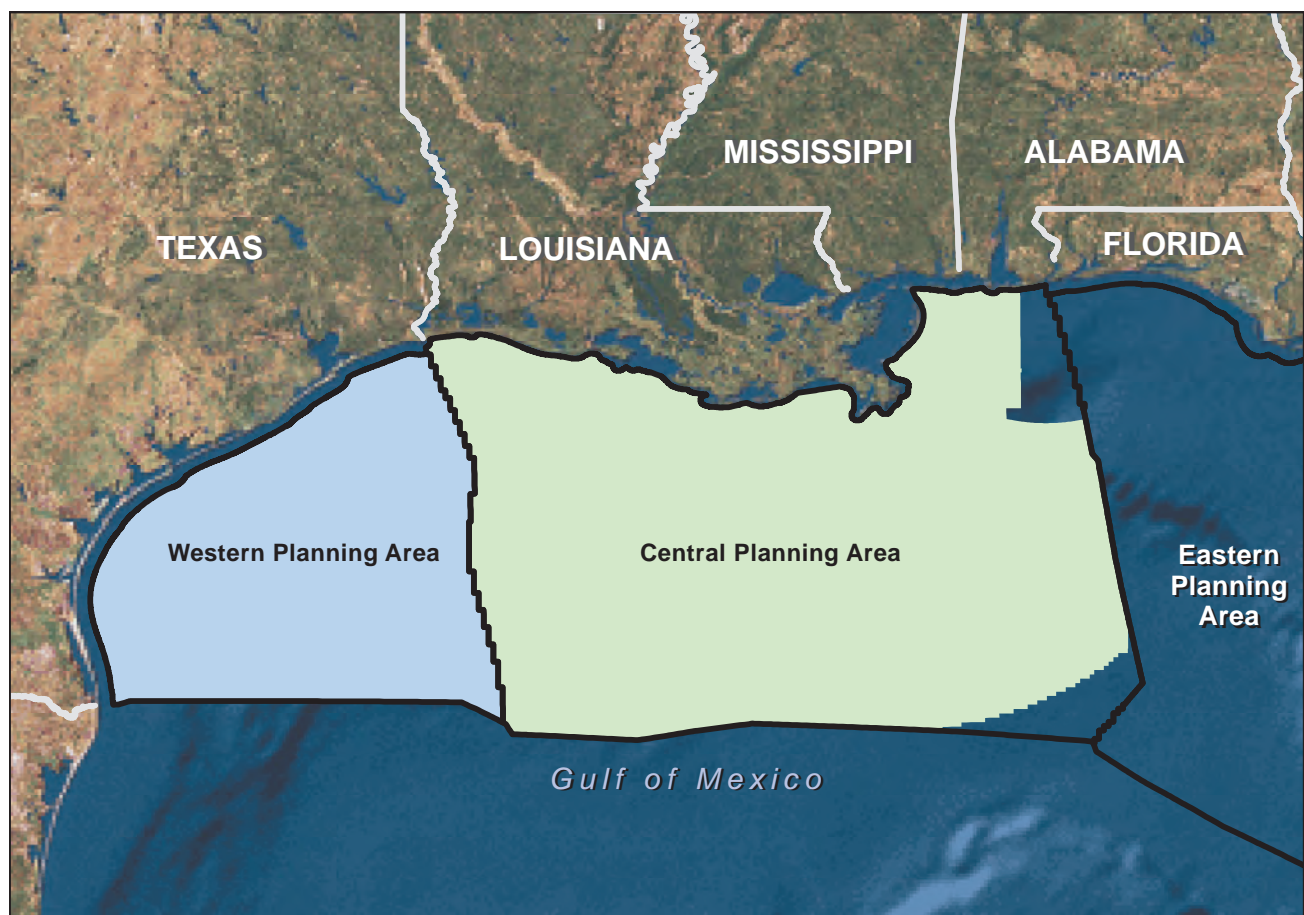 MISSISSIPPI
ALABAMA
TEXAS
LOUISIANA
FLORIDA
Western Planning Area
Central Planning Area
Eastern
Planning
Area
Gulf of Mexico